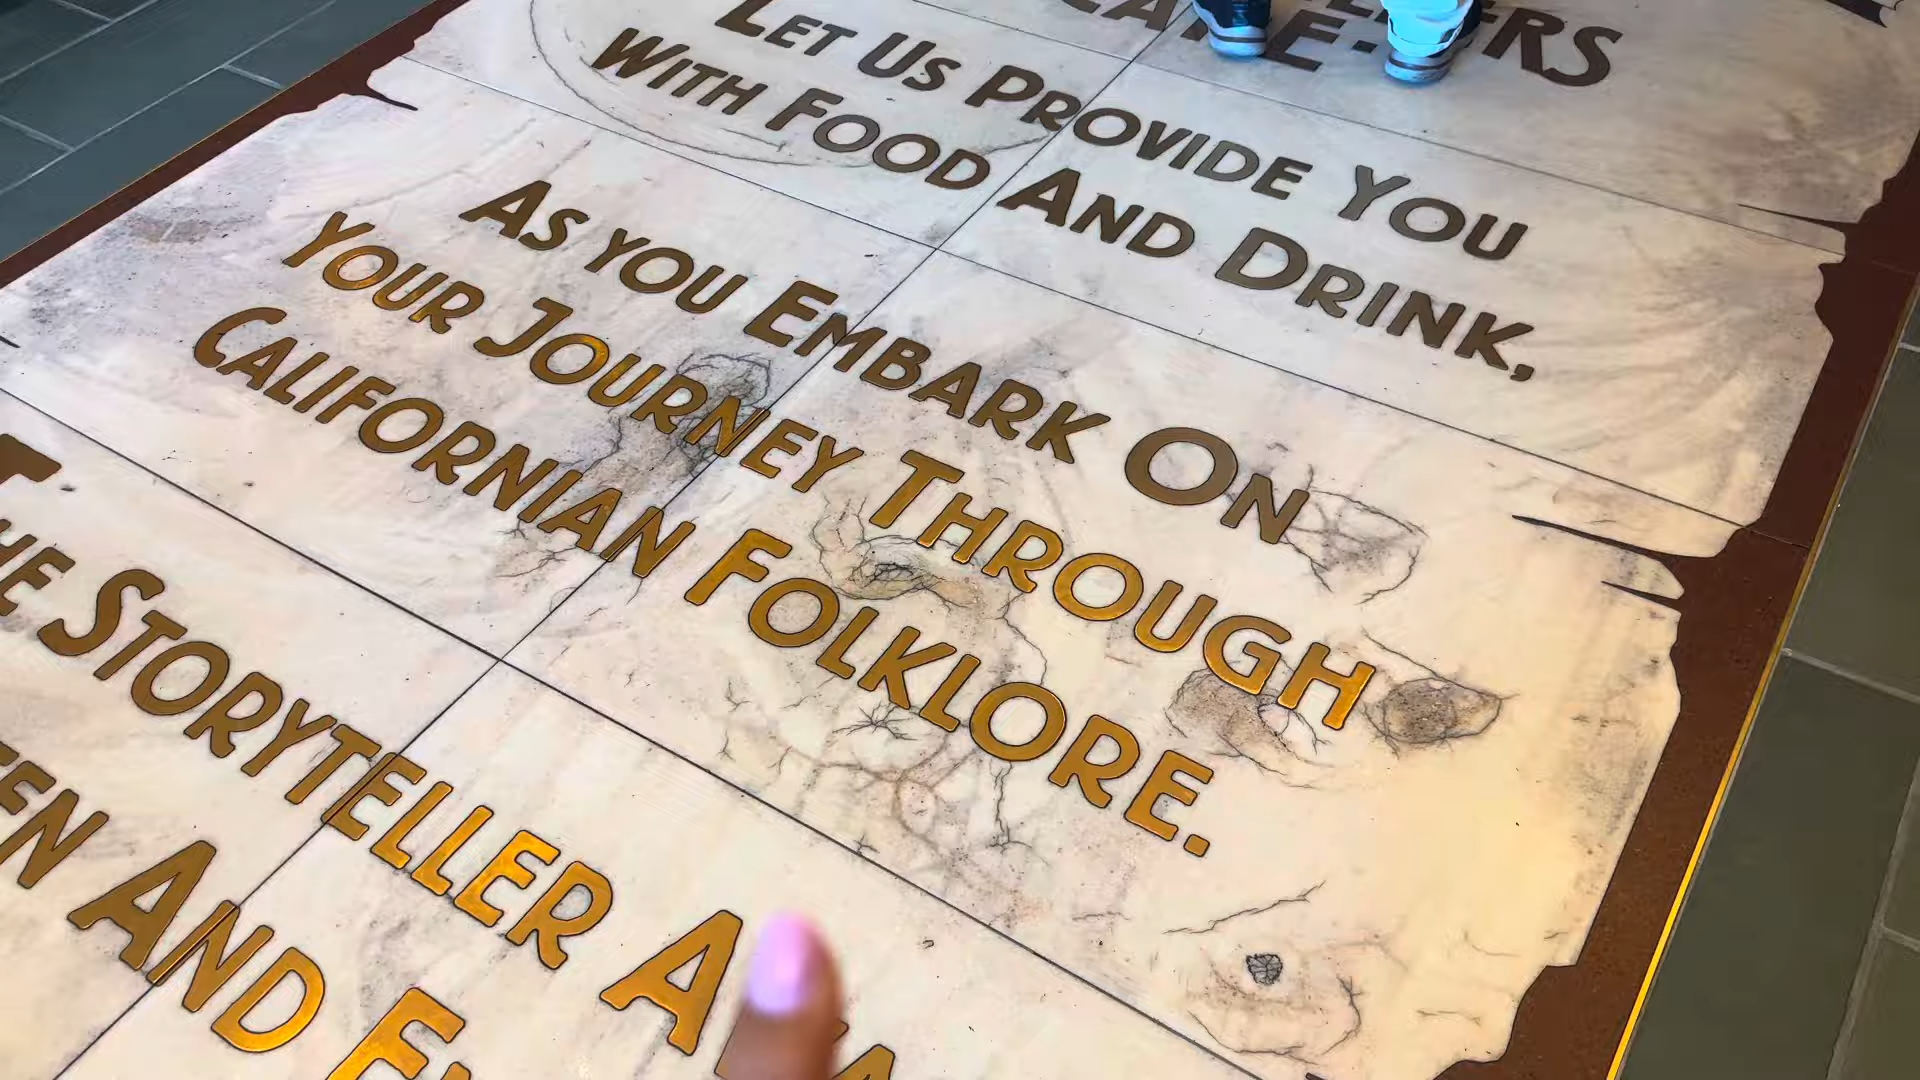 LET US PROVIDE YOU
WITH FOOD AND DRINK,
AS YOU EMBARK ON
YOUR JOURNEY THROUGH
CALIFORNIAN FOLKLORE.
STORYTELLER
AND